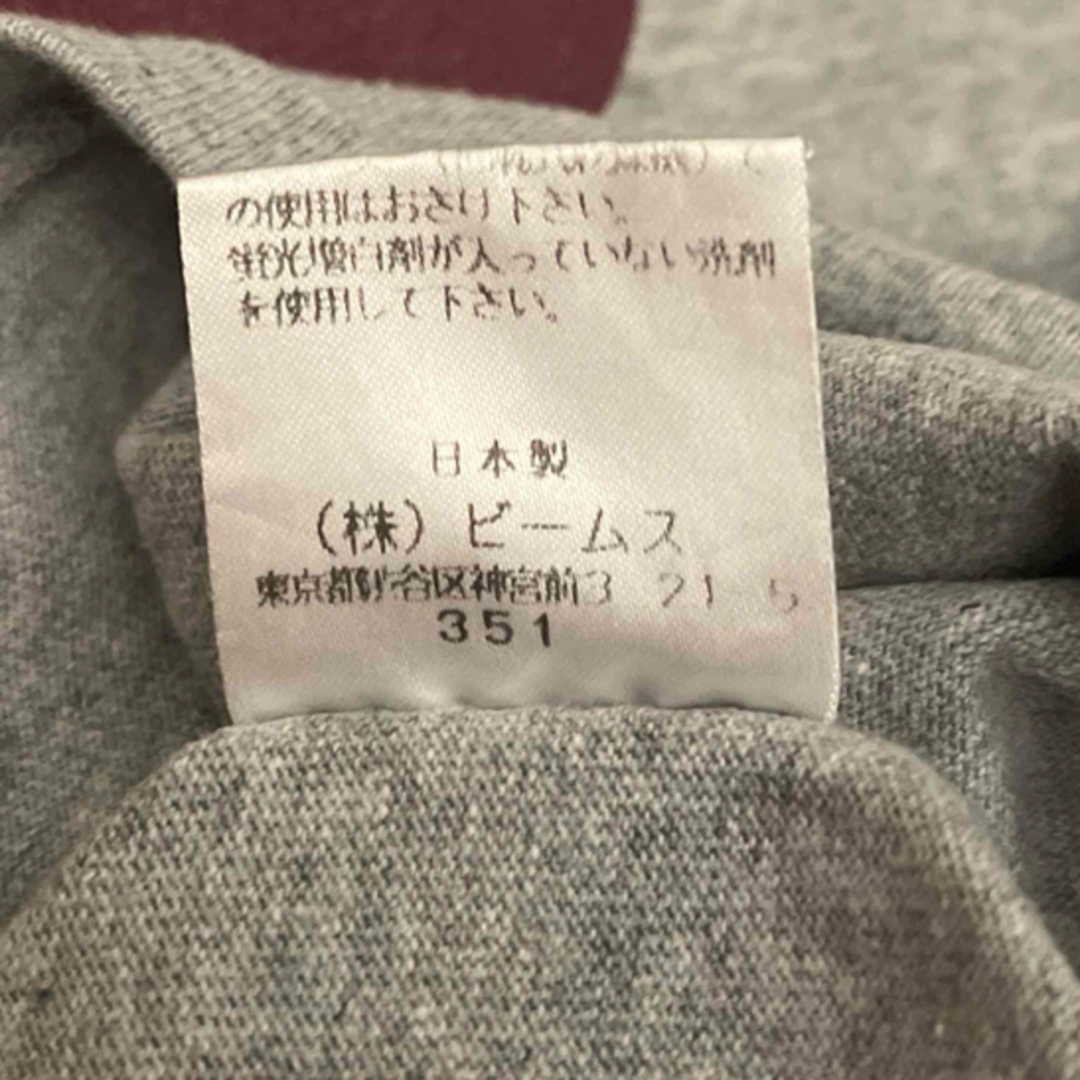 の使用はおさけ下さい。
蛍光増白剤が入っていない洗剤
を使用して下さい。
日本製
(株) ビームス
東京都渋谷区神宮前3 21 5
351